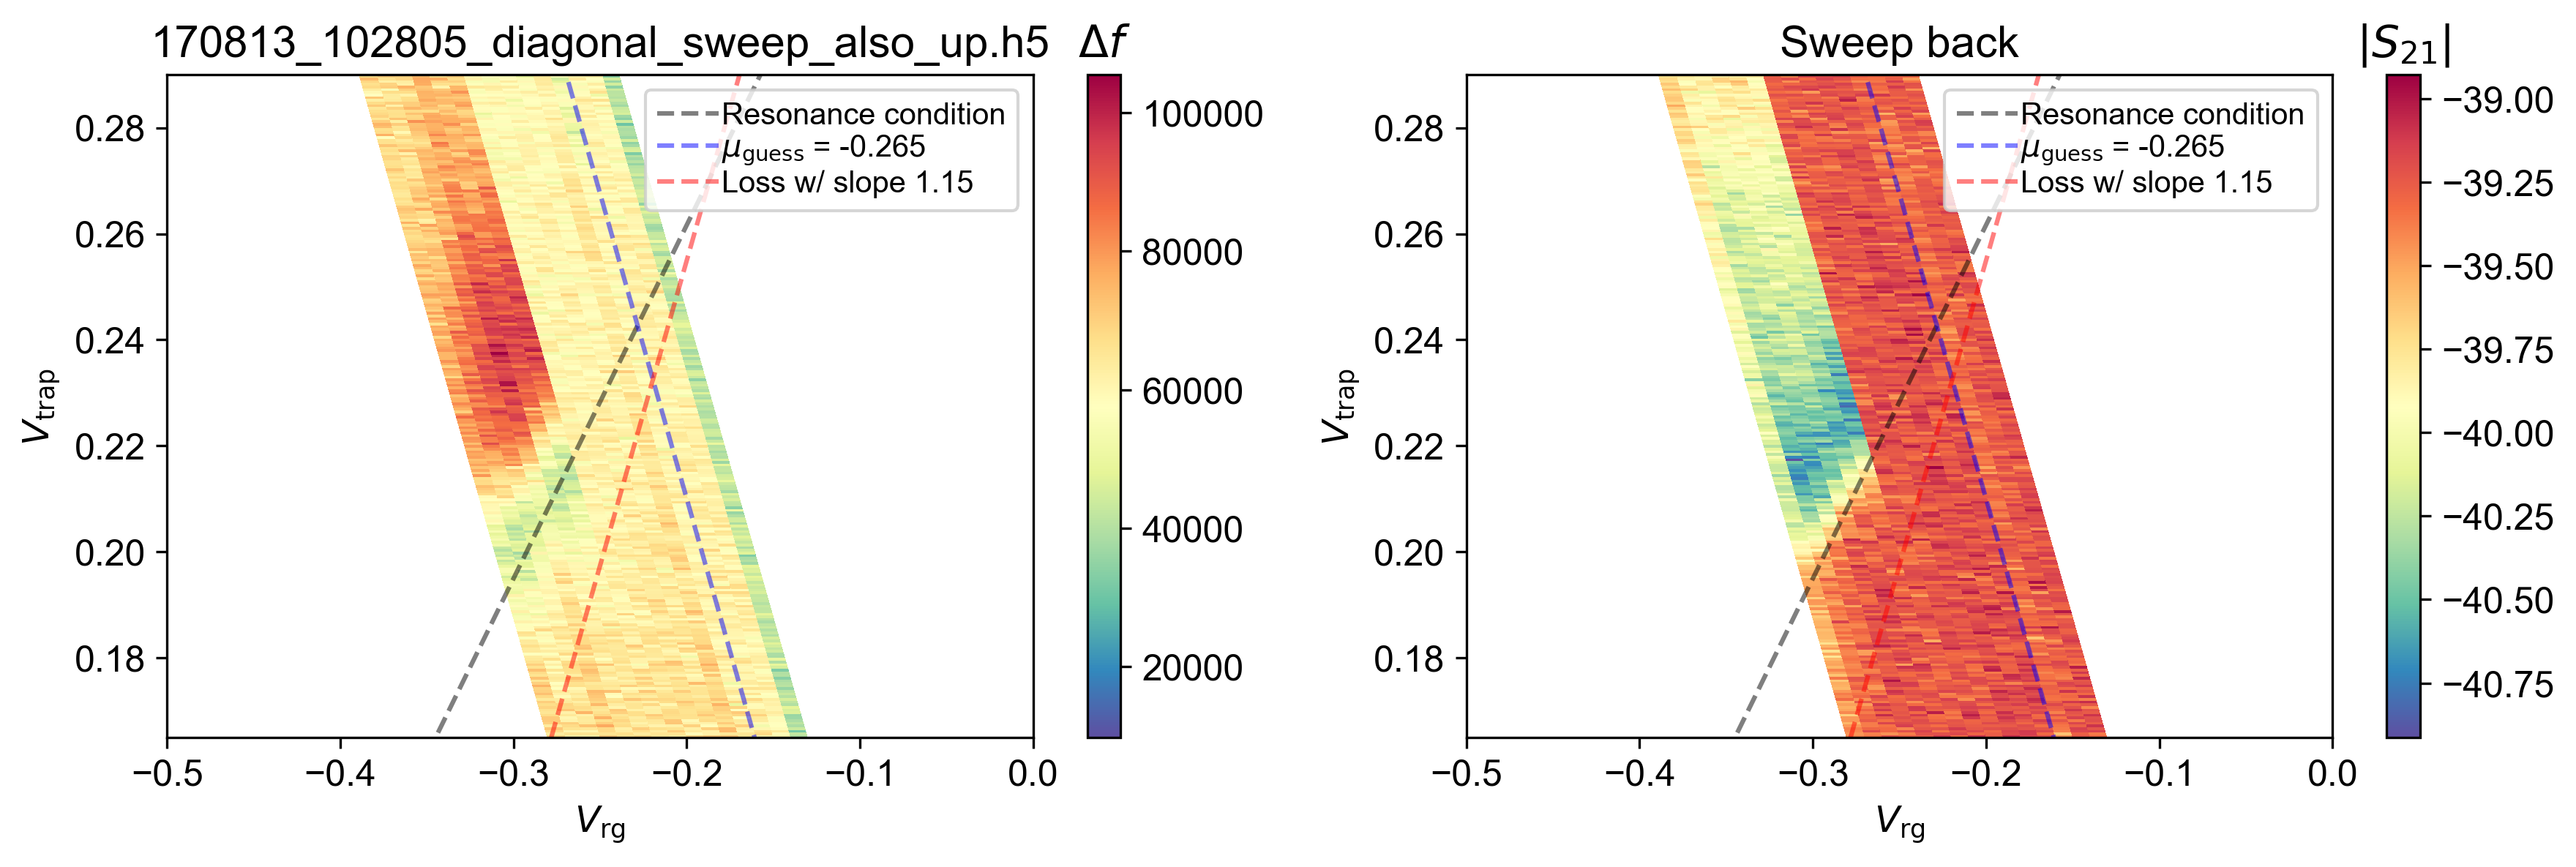 170813_102805_diagonal_sweep_also_up.h5
Δf
Sweep back
|S21|
Resonance condition
μguess = -0.265
Loss w/ slope 1.15
Resonance condition
μguess = -0.265
Loss w/ slope 1.15
0.28
0.26
0.24
0.22
0.20
0.18
Vtrap
−0.5
−0.4
−0.3
−0.2
−0.1
0.0
Vrg
100000
80000
60000
40000
20000
0.28
0.26
0.24
0.22
0.20
0.18
Vtrap
−0.5
−0.4
−0.3
−0.2
−0.1
0.0
Vrg
−39.00
−39.25
−39.50
−39.75
−40.00
−40.25
−40.50
−40.75